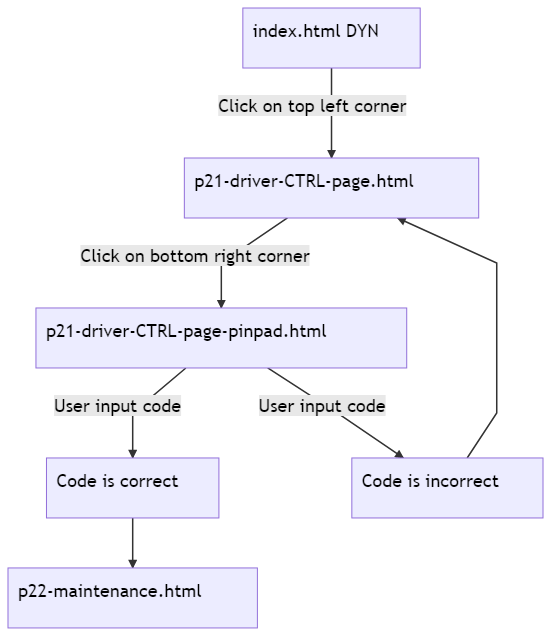 index.html DYN
Click on top left corner
p21-driver-CTRL-page.html
Click on bottom right corner
p21-driver-CTRL-page-pinpad.html
User input code
User input code
Code is correct
Code is incorrect
p22-maintenance.html